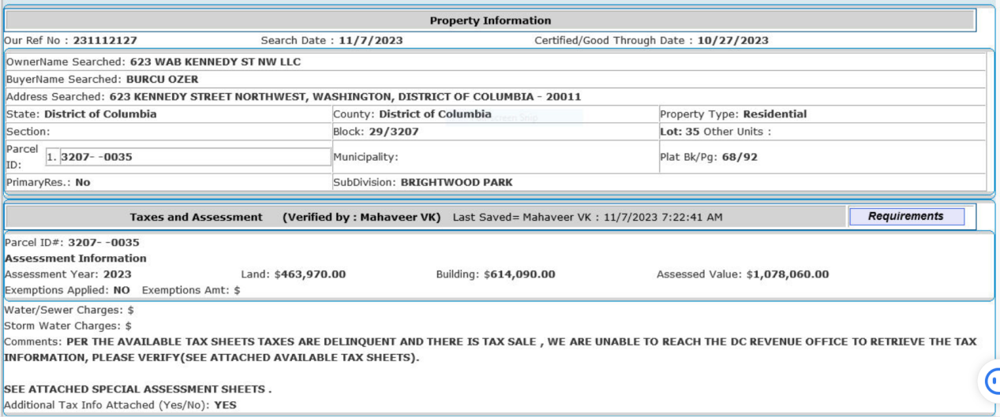 Property Information
Our Ref No : 231112127 Search Date : 11/7/2023 Certified/Good Through Date : 10/27/2023
OwnerName Searched: 623 WAB KENNEDY ST NW LLC
BuyerName Searched: BURCU OZER
Address Searched: 623 KENNEDY STREET NORTHWEST, WASHINGTON, DISTRICT OF COLUMBIA - 20011
State: District of Columbia County: District of Columbia Property Type: Residential
Section: Block: 29/3207 Lot: 35 Other Units :
Parcel ID: 1. 3207- -0035 Municipality: Plat Bk/Pg: 68/92
PrimaryRes.: No SubDivision: BRIGHTWOOD PARK
Taxes and Assessment (Verified by : Mahaveer VK) Last Saved= Mahaveer VK : 11/7/2023 7:22:41 AM Requirements
Parcel ID#: 3207- -0035
Assessment Information
Assessment Year: 2023 Land: $463,970.00 Building: $614,090.00 Assessed Value: $1,078,060.00
Exemptions Applied: NO Exemptions Amt: $
Water/Sewer Charges: $
Storm Water Charges: $
Comments: PER THE AVAILABLE TAX SHEETS TAXES ARE DELINQUENT AND THERE IS TAX SALE , WE ARE UNABLE TO REACH THE DC REVENUE OFFICE TO RETRIEVE THE TAX
INFORMATION, PLEASE VERIFY(SEE ATTACHED AVAILABLE TAX SHEETS).
SEE ATTACHED SPECIAL ASSESSMENT SHEETS .
Additional Tax Info Attached (Yes/No): YES